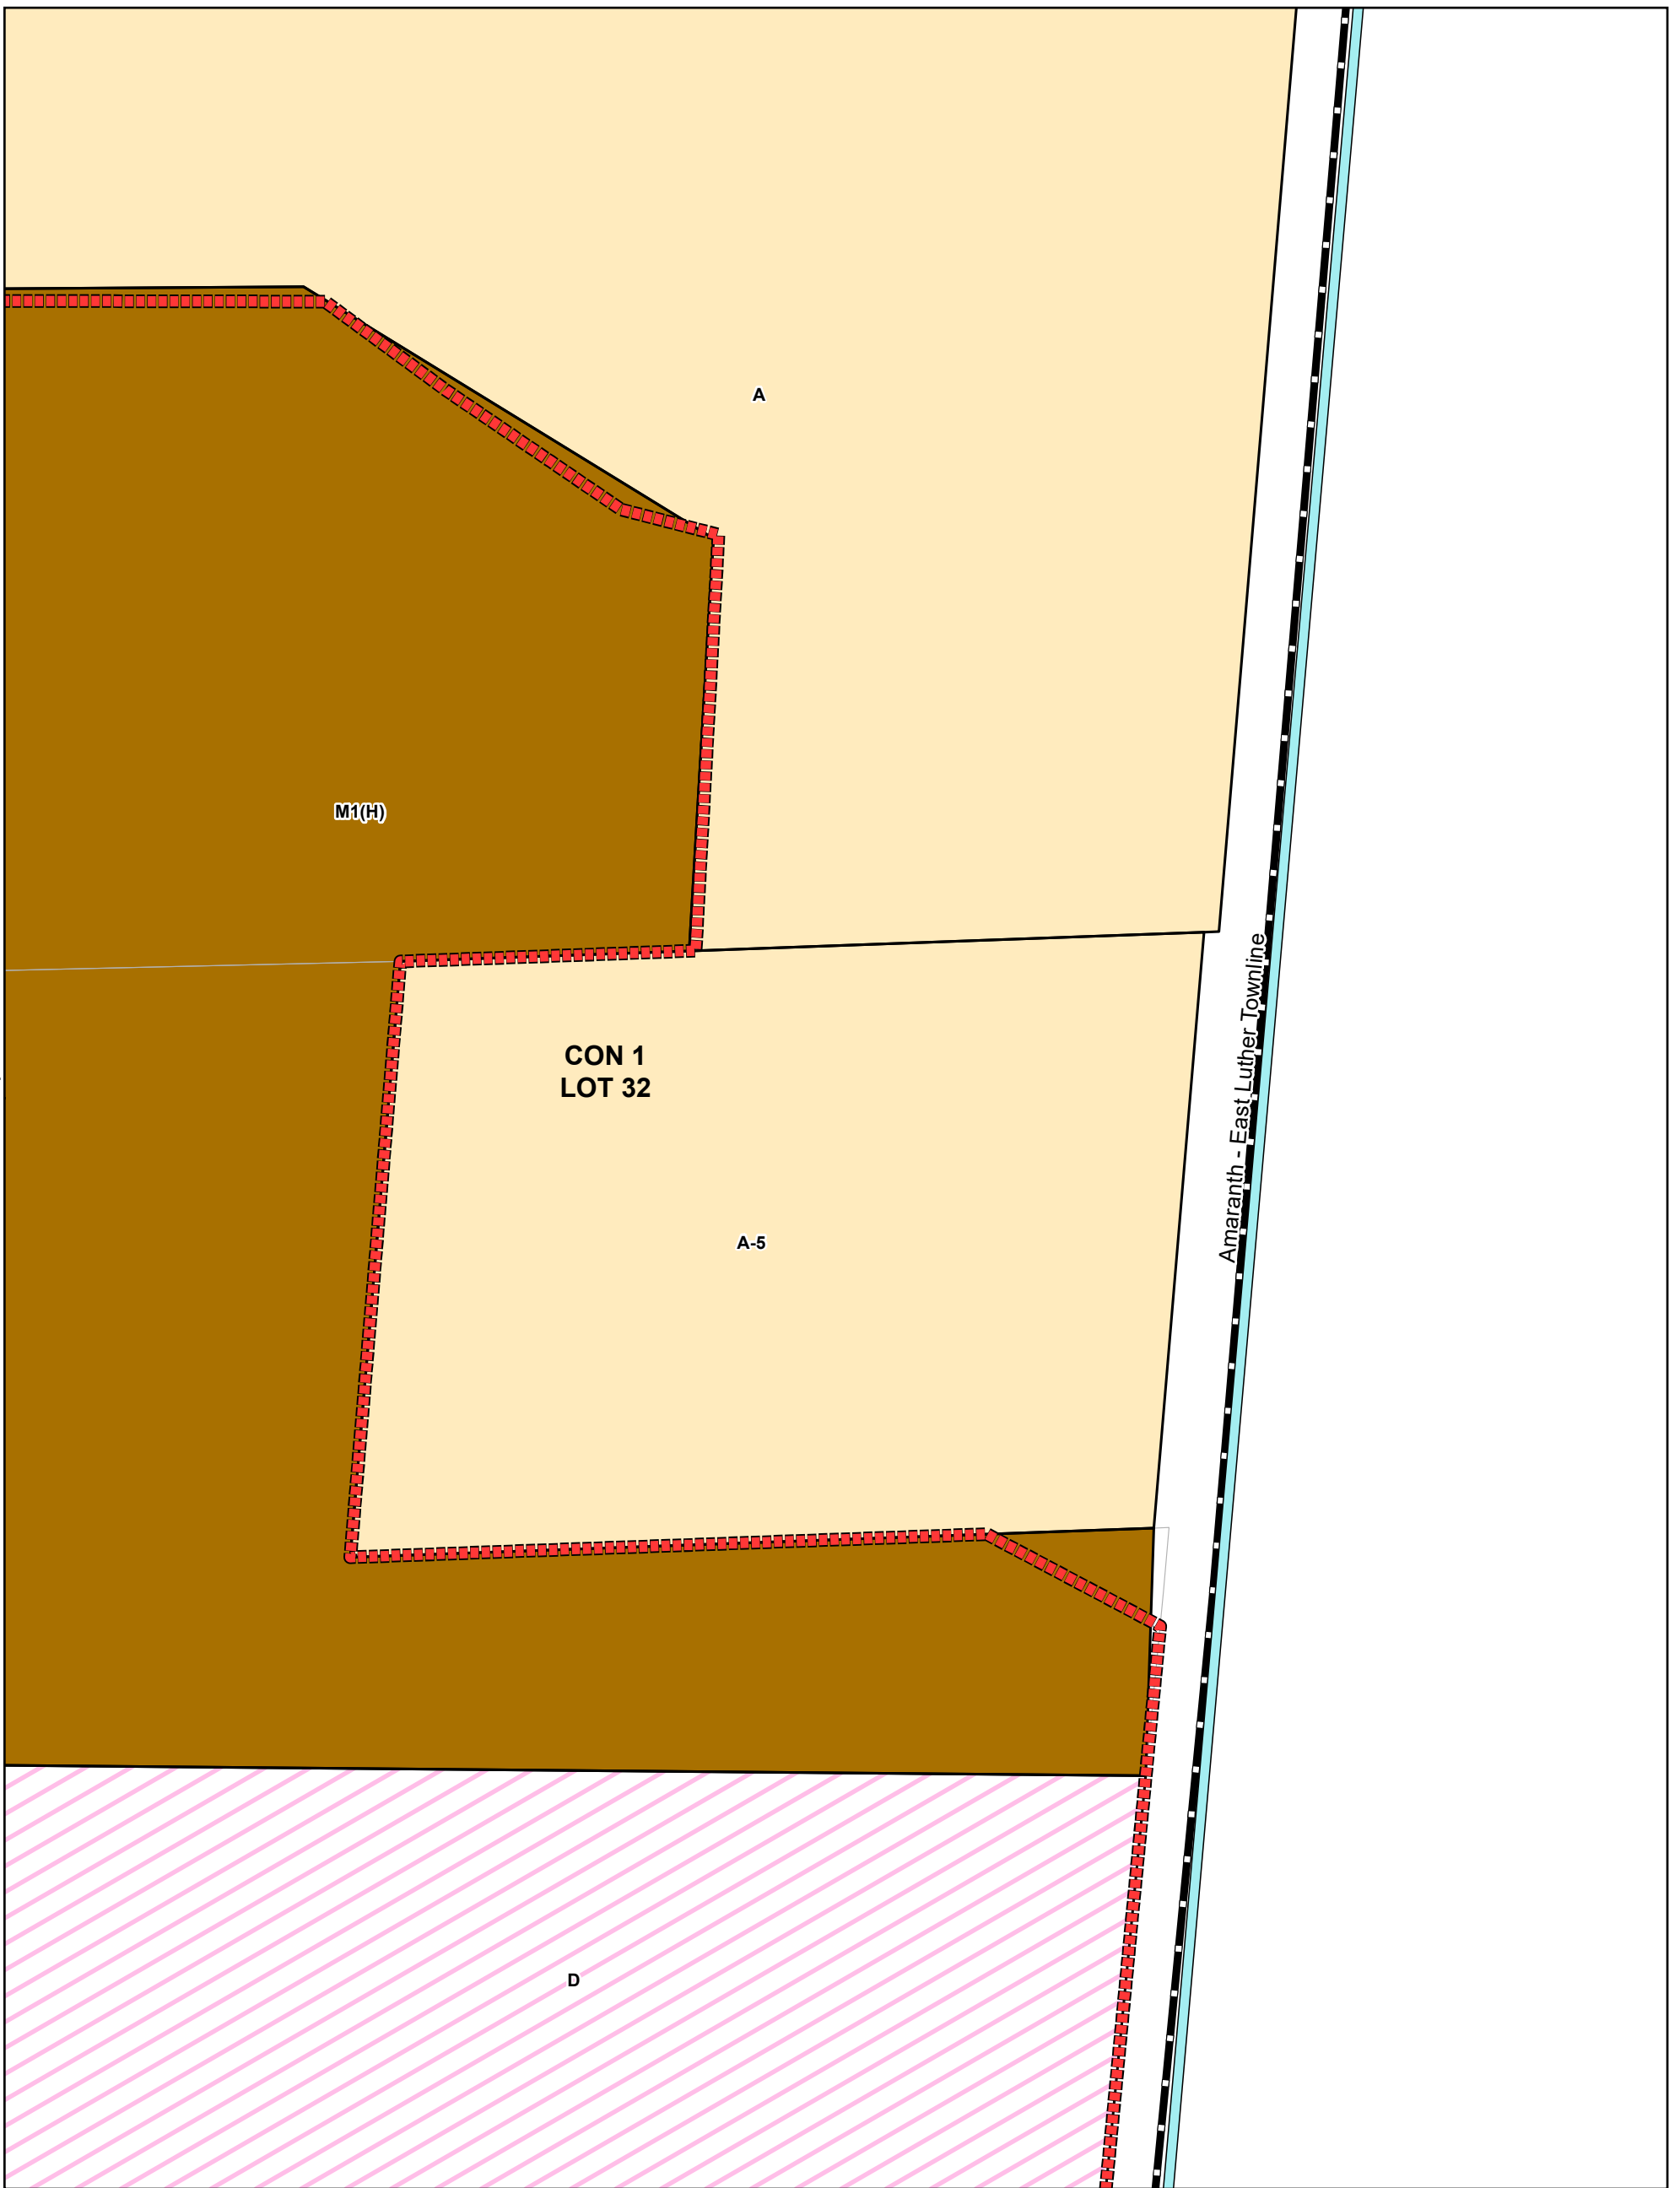 A
M1(H)
Amaranth - East Luther Townline
CON 1
LOT 32
A-5
D